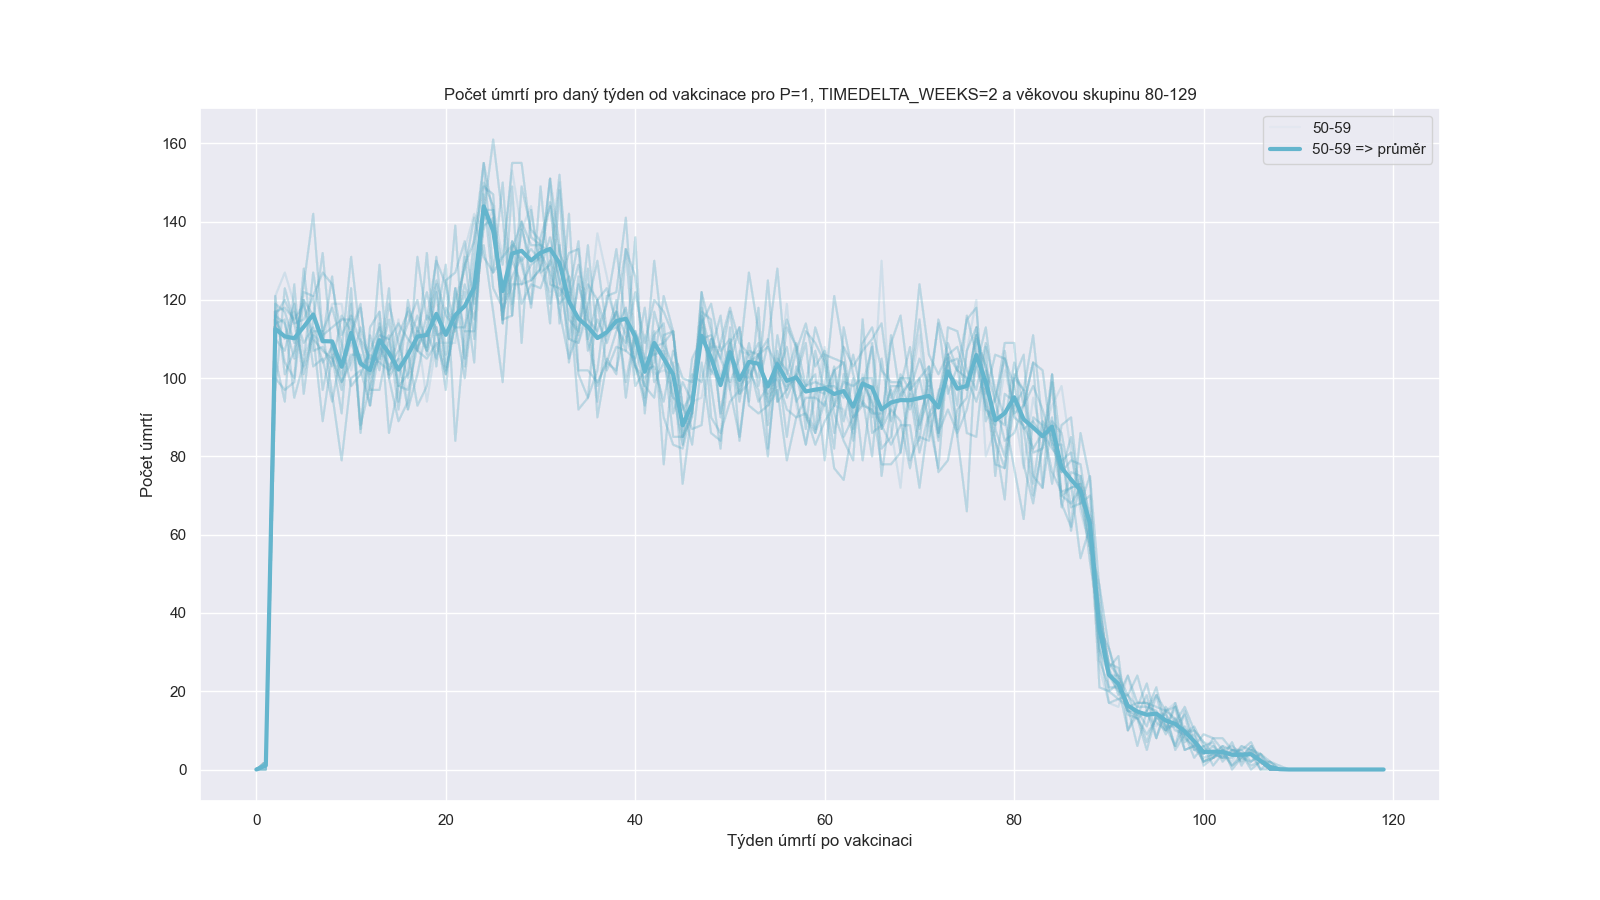 Počet úmrtí pro daný týden od vakcinace pro P=1, TIMEDELTA_WEEKS=2 a věkovou skupinu 80-129
50-59
50-59 => průměr
160
140
120
100
80
60
40
20
0
Počet úmrtí
0 20 40 60 80 100 120
Týden úmrtí po vakcinaci